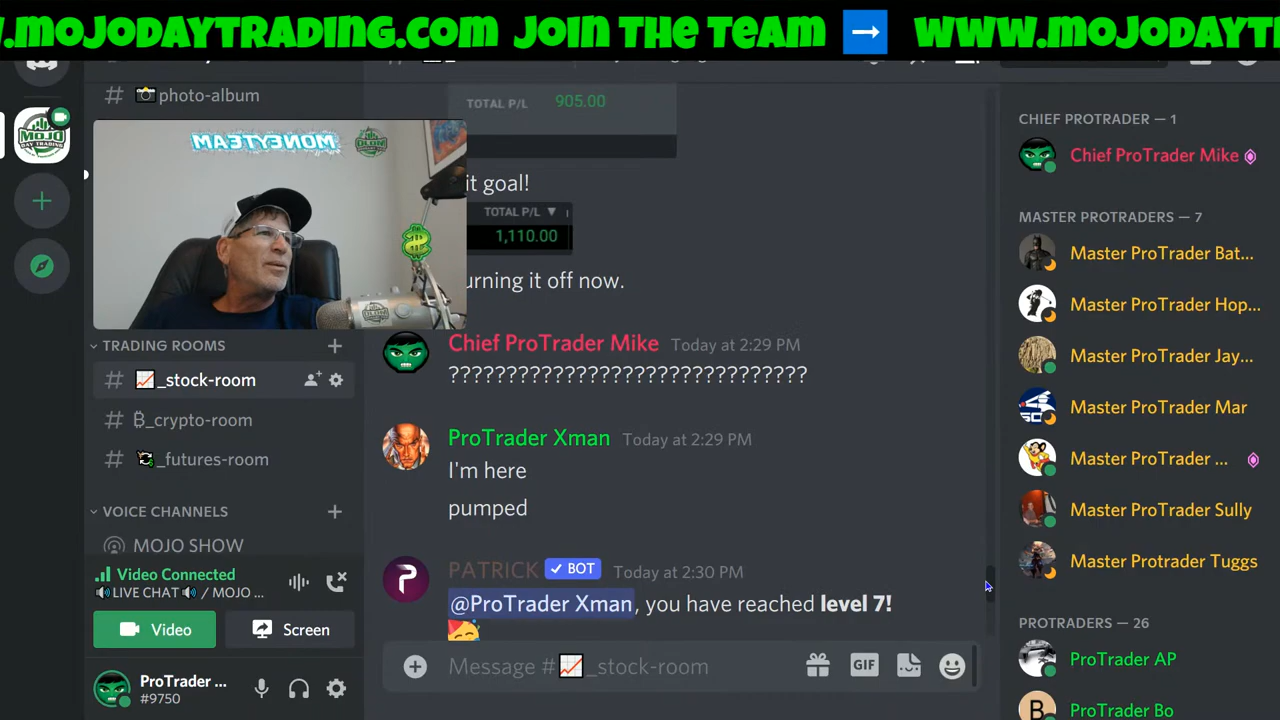 .MOJODAYTRADING.COM JOIN THE TEAM ➡ WWW.MOJODAYT
# photo-album
MOJO
DAY TRADING
MONEYTEAM
TRADING ROOMS
# _stock-room
₿_crypto-room
# _futures-room
VOICE CHANNELS
MOJO SHOW
Video Connected
LIVE CHAT / MOJO ...
Video
Screen
ProTrader ...
#9750
TOTAL P/L 905.00
it goal!
TOTAL P/L ▼
1,110.00
urning it off now.
Chief ProTrader Mike Today at 2:29 PM
??????????????????????????????
ProTrader Xman Today at 2:29 PM
I'm here
pumped
PATRICK ✓ BOT Today at 2:30 PM
@ProTrader Xman, you have reached level 7!
🥳
Message # _stock-room
GIF
CHIEF PROTRADER — 1
Chief ProTrader Mike
MASTER PROTRADERS — 7
Master ProTrader Bat...
Master ProTrader Hop...
Master ProTrader Jay...
Master ProTrader Mar
Master ProTrader ...
Master ProTrader Sully
Master Protrader Tuggs
PROTRADERS — 26
ProTrader AP
B
ProTrader Bo